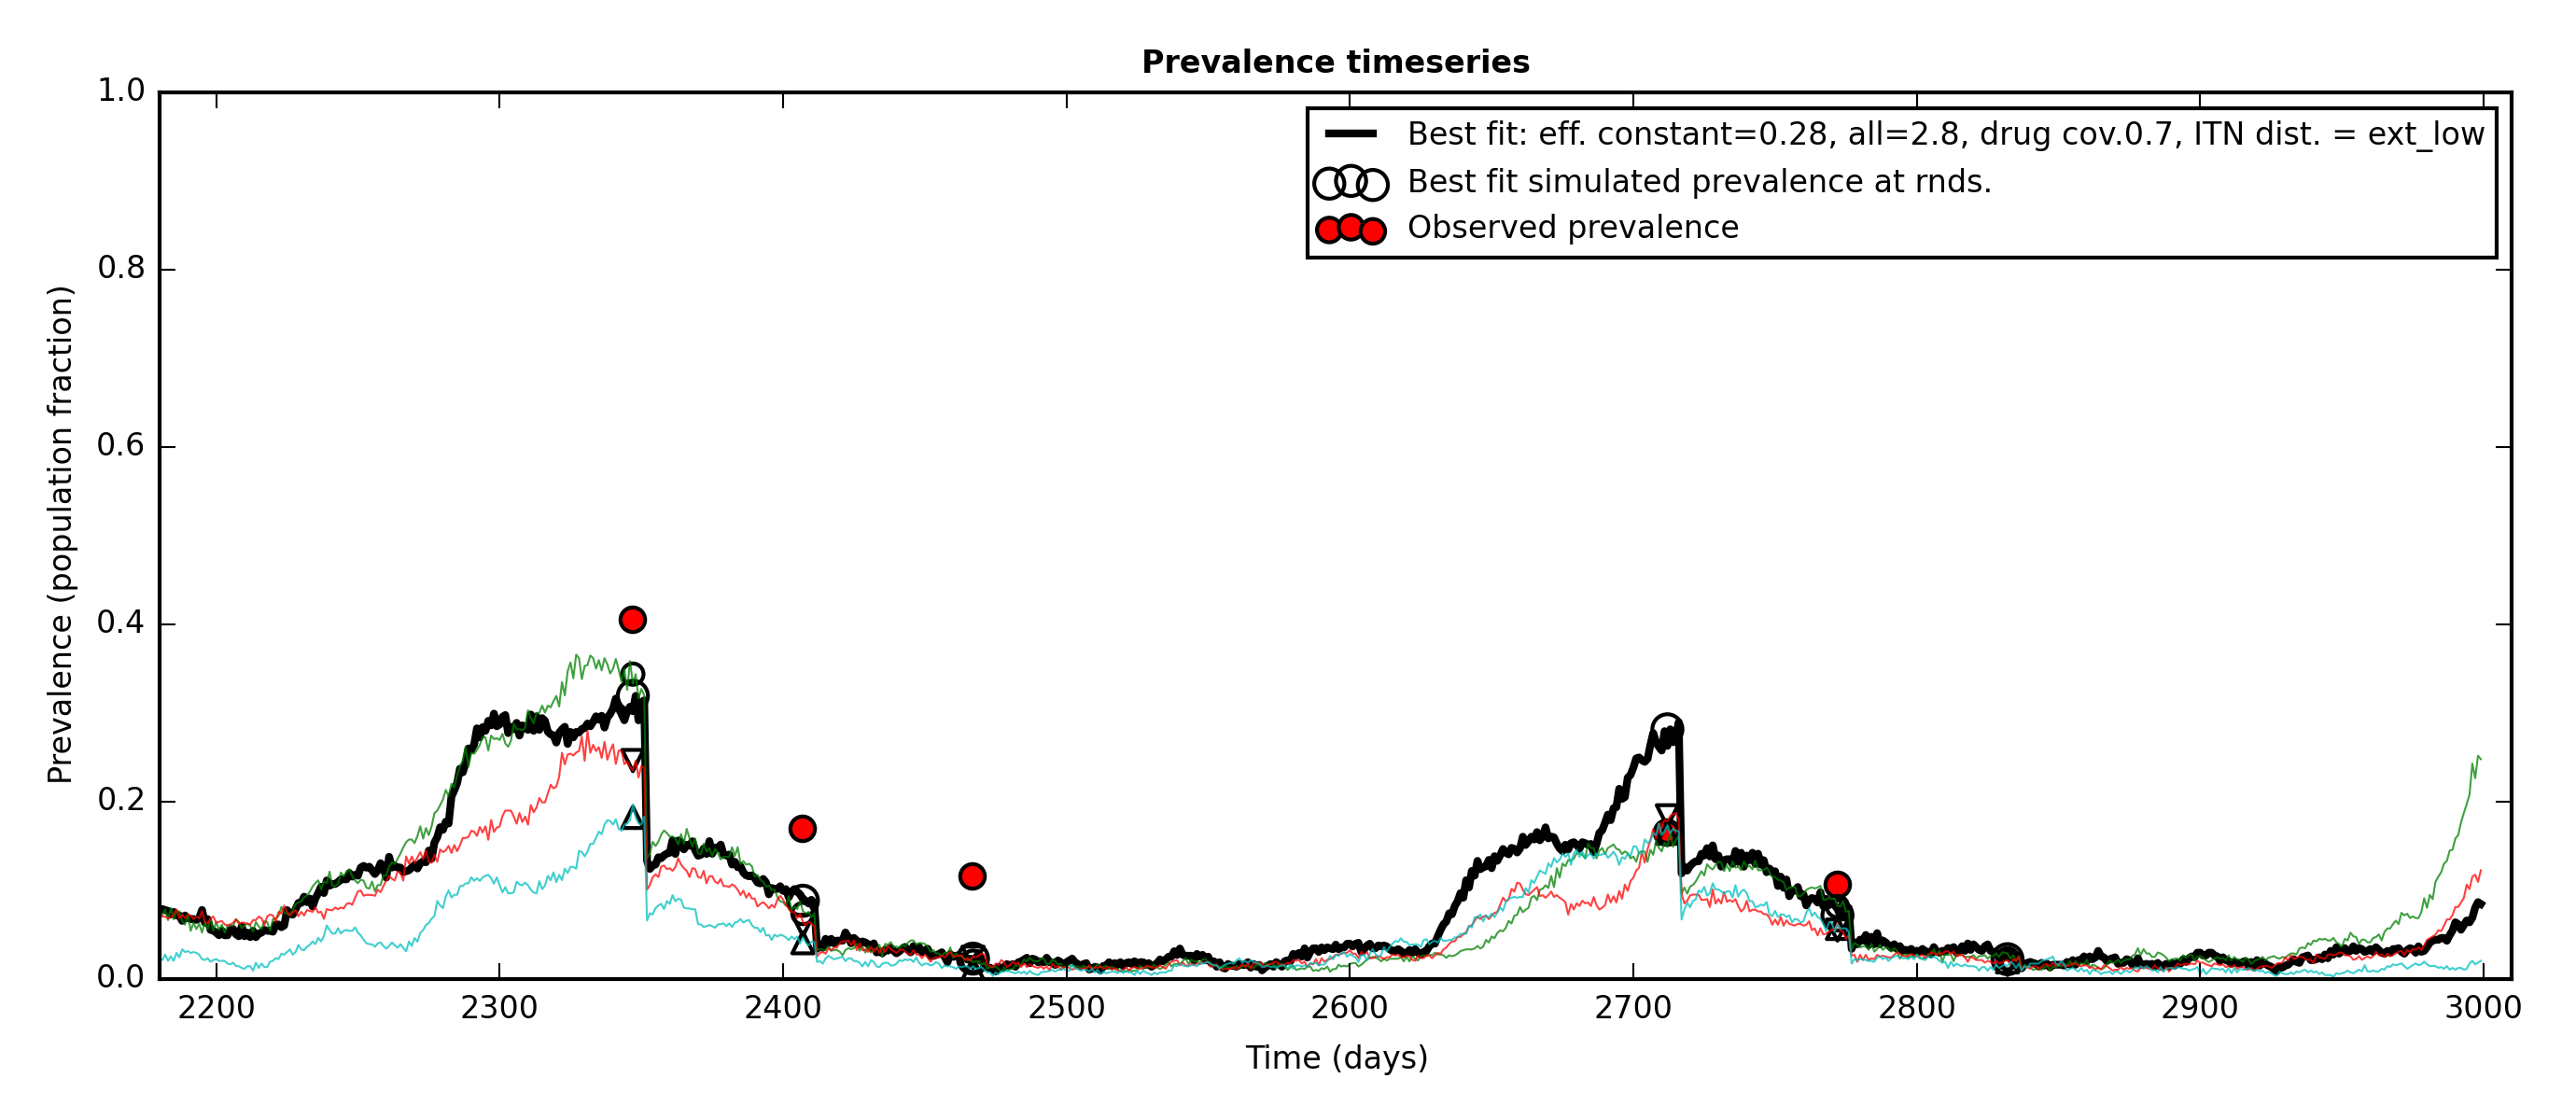 Prevalence timeseries
1.0
0.8
0.6
0.4
0.2
0.0
Prevalence (population fraction)
Best fit: eff. constant=0.28, all=2.8, drug cov.0.7, ITN dist. = ext_low
Best fit simulated prevalence at rnds.
Observed prevalence
2200 2300 2400 2500 2600 2700 2800 2900 3000
Time (days)